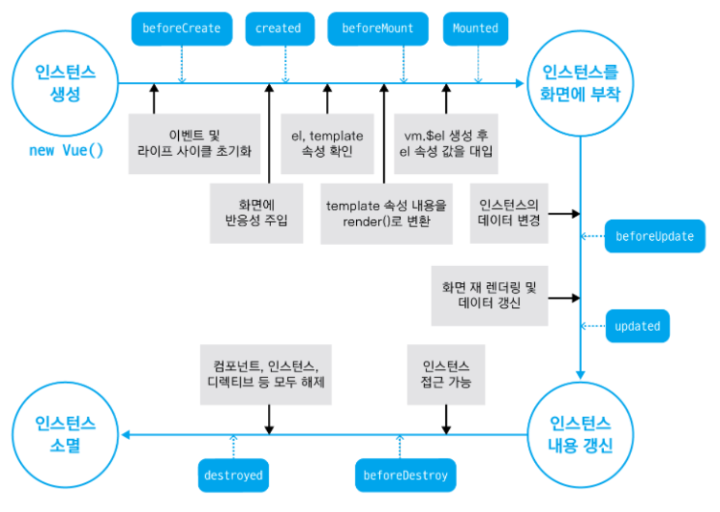 beforeCreate
created
beforeMount
Mounted
인스턴스
생성
new Vue()
이벤트 및
라이프 사이클 초기화
화면에
반응성 주입
el, template
속성 확인
template 속성 내용을
render()로 변환
vm.$el 생성 후
el 속성 값을 대입
인스턴스를
화면에 부착
인스턴스의
데이터 변경
beforeUpdate
화면 재 렌더링 및
데이터 갱신
updated
인스턴스
내용 갱신
인스턴스
접근 가능
beforeDestroy
컴포넌트, 인스턴스,
디렉티브 등 모두 해제
destroyed
인스턴스
소멸